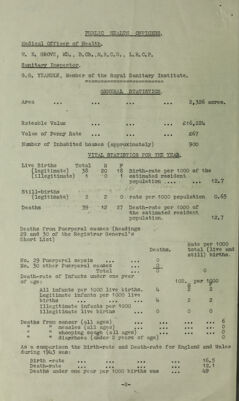 PUBLIC HEALTH OFFICERS.
Medical Officer of Health.
W. R. GROVE, MD., B.Ch., M.R.C.S., L.R.C.P.
Sanitary Inspector.
Member of the Royal Sanitary Institute.
GENERAL STATISTICS.
Area ... ... ... ... 2,326 acres.
Rateable Value ... ... ...
Value of Penny Rate ... ... ... £67
Number of Inhabited houses (approximately) 900
VITAL STATISTICS FOR THE YEAR.
Live Births Total M F
(legitimate) 38 20 18 Birth-rate per 1000 of the
(illegitimate) 1 0 1 estimated resident
population ... ... 12.7
Still-births
(legitimate) 2 2 0 rate per 1000 population 0.65
Deaths 39 12 27 Death-rate per 1000 of
the estimated resident
population. 12.7
Deaths from Puerperal causes (headings
29 and 30 of the Registrar General's
Short List)
Rate per 1000
Deaths. total (live and
still) births.
No. 29 Puerperal sepsis ... 0
No. 30 other Puerperal causes 0
Total 0 0
Death-rate of Infants under one year
of age:
All infants per 1000 live births. 4 2 2
Legitimate infants per 1000 live
births ... ... ... 4 2 2
Illegitimate infants per 1000
illegitimate live births 0 0 0
Deaths from cancer (all ages) ... ... ... 6
" " measles (all ages) ... ... ... 0
" " whooping cough (all ages) ... ... 0
" " diarrhoea (under 2 years of age) 0
As a comparison the birth-rate and Death-rate for England and Wales
during 1943 was:
Birth -rate ... ... ... ... 16.5
Death-rate ... ... ... ... 12.1
Deaths under one year per 1000 births was ... 49